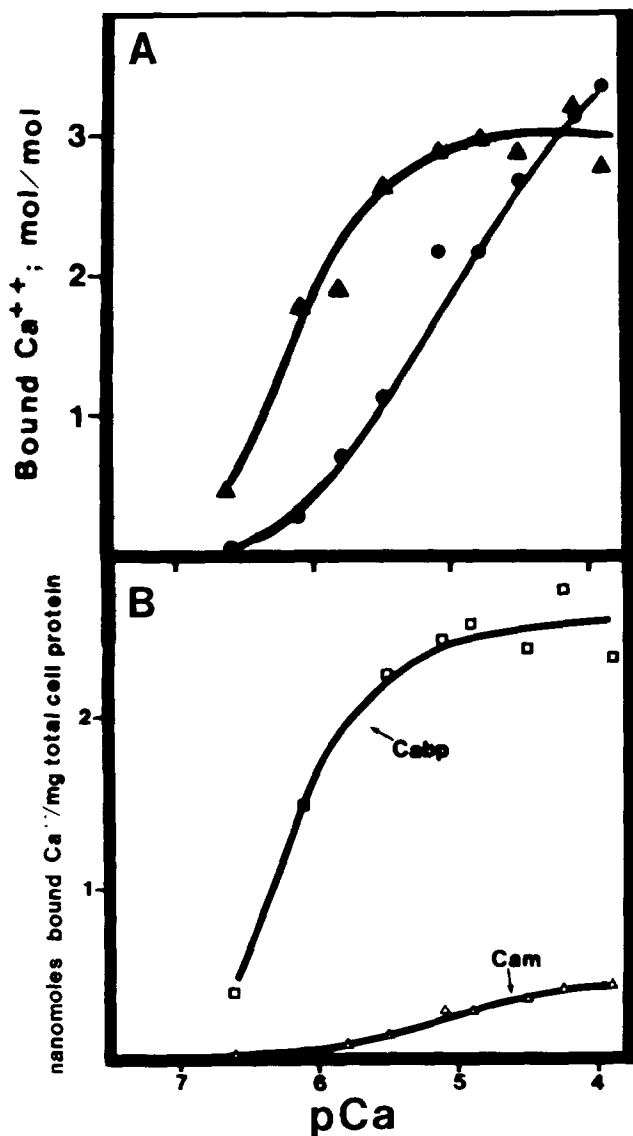 A
Bound Ca++; mol/mol
3
2
1
B
nanomoles bound Ca··/mg total cell protein
2
1
Cabp
Cam
7 6 5 4
pCa